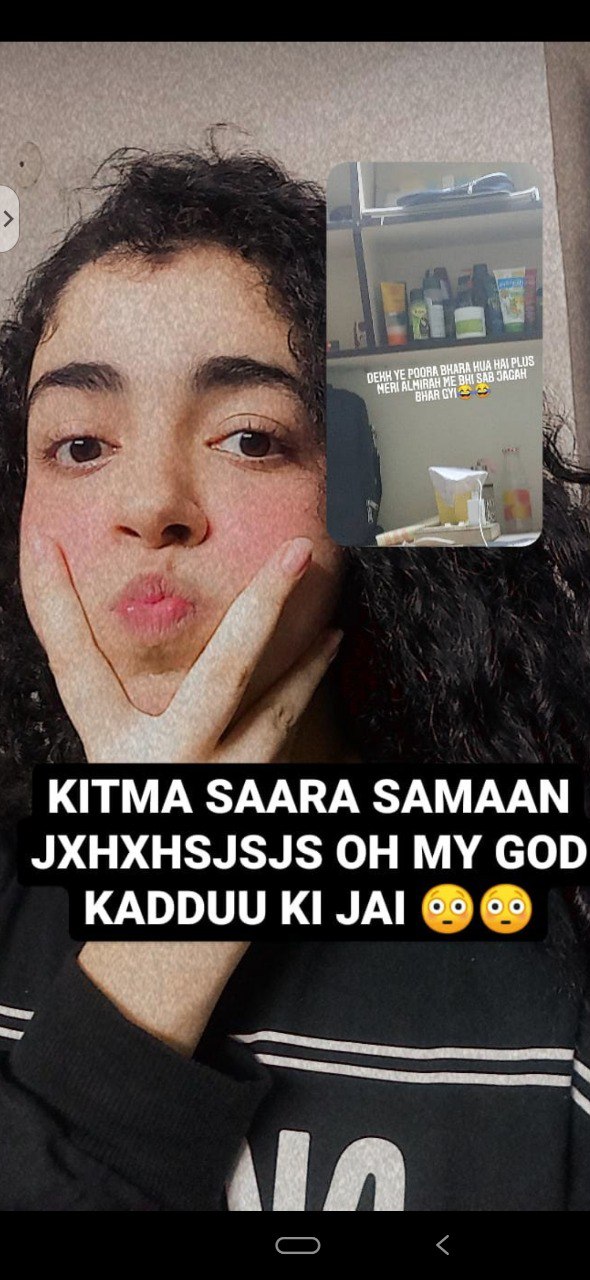 DEHH YE POORA BHARA HUA HAI PLUS
MERI ALMIRAH ME BHI SAB JAGAH
BHAR GYI😂😂
KITMA SAARA SAMAAN
JXHXHSJSJS OH MY GOD
KADDUU KI JAI 😳😳